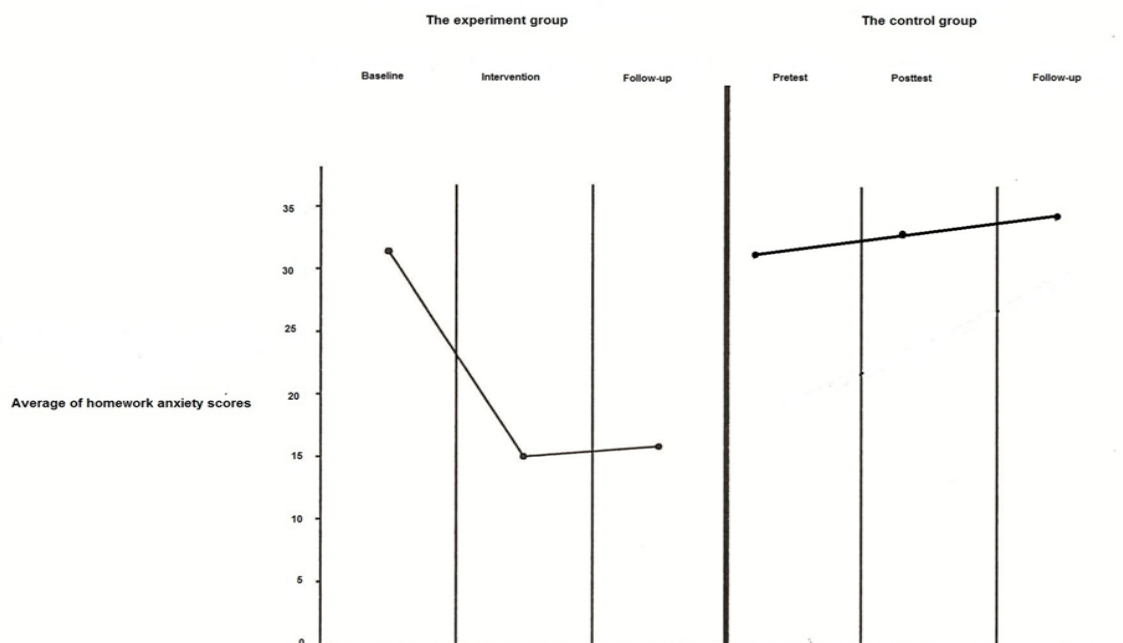 The experiment group
The control group
Baseline
Intervention
Follow-up
Pretest
Posttest
Follow-up
35
30
25
20
15
10
5
0
Average of homework anxiety scores